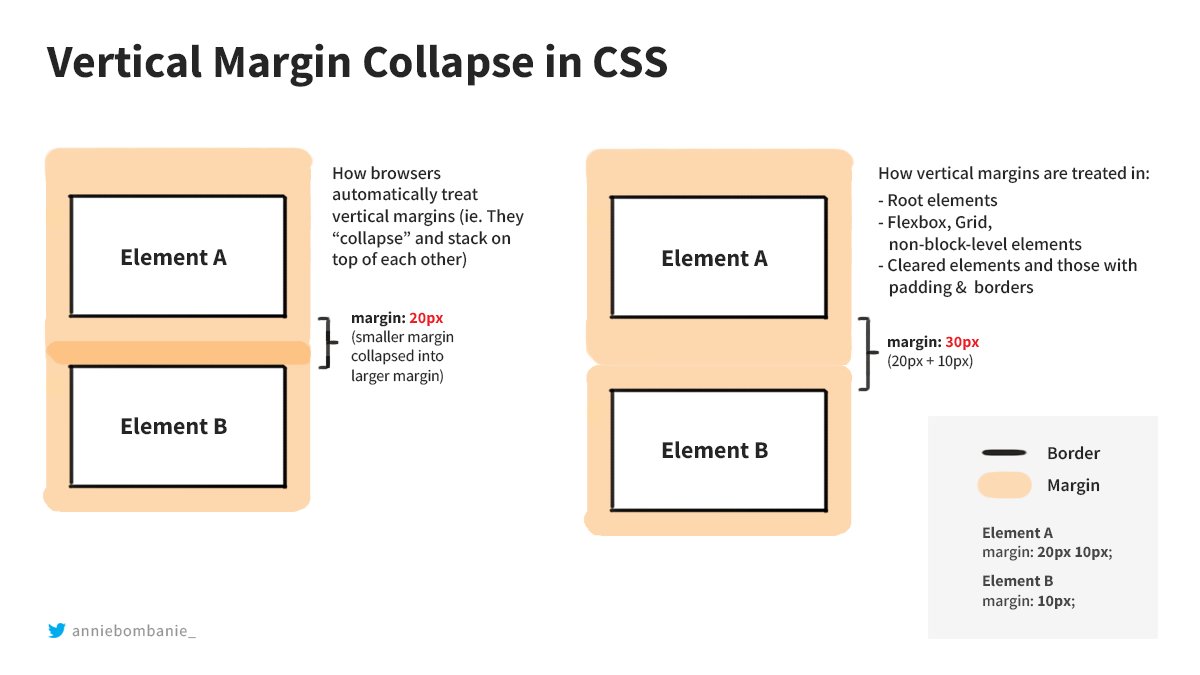 Vertical Margin Collapse in CSS
Element A
Element B
How browsers
automatically treat
vertical margins (ie. They
“collapse” and stack on
top of each other)
margin: 20px
(smaller margin
collapsed into
larger margin)
Element A
Element B
How vertical margins are treated in:
- Root elements
- Flexbox, Grid,
non-block-level elements
- Cleared elements and those with
padding & borders
margin: 30px
(20px + 10px)
Border
Margin
Element A
margin: 20px 10px;
Element B
margin: 10px;
anniebombanie_